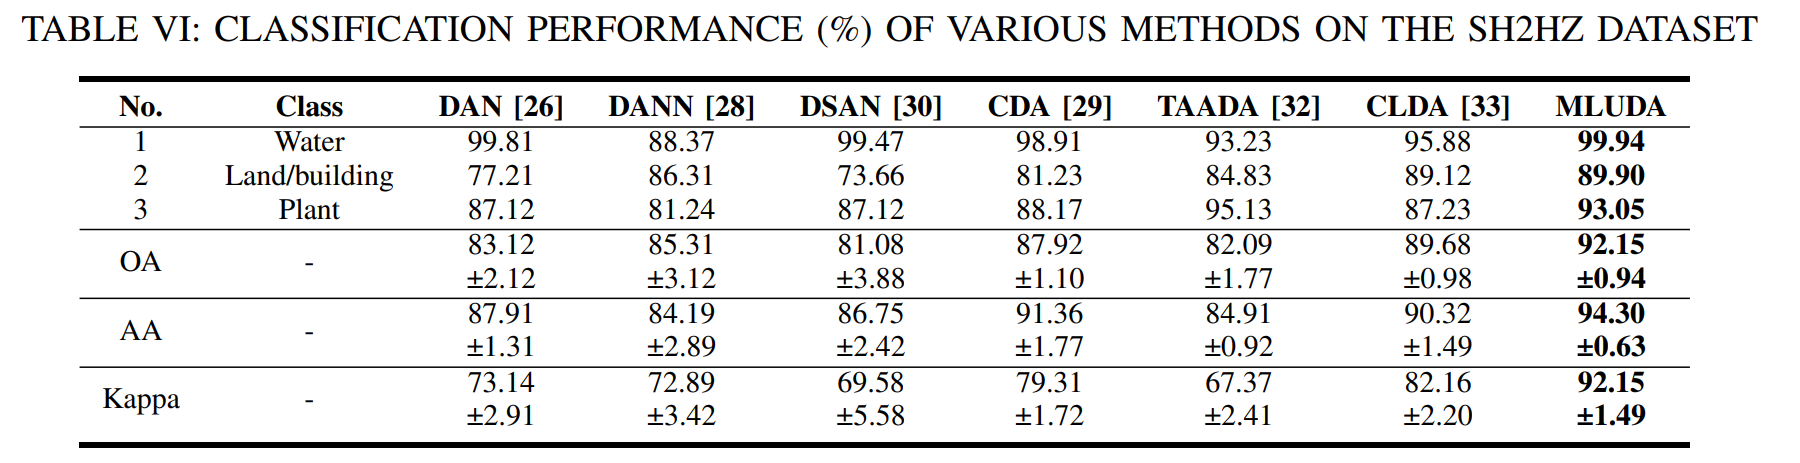 TABLE VI: CLASSIFICATION PERFORMANCE (%) OF VARIOUS METHODS ON THE SH2HZ DATASET
No. Class DAN [26] DANN [28] DSAN [30] CDA [29] TAADA [32] CLDA [33] MLUDA
1 Water 99.81 88.37 99.47 98.91 93.23 95.88 99.94
2 Land/building 77.21 86.31 73.66 81.23 84.83 89.12 89.90
3 Plant 87.12 81.24 87.12 88.17 95.13 87.23 93.05
OA - 83.12 85.31 81.08 87.92 82.09 89.68 92.15
±2.12 ±3.12 ±3.88 ±1.10 ±1.77 ±0.98 ±0.94
AA - 87.91 84.19 86.75 91.36 84.91 90.32 94.30
±1.31 ±2.89 ±2.42 ±1.77 ±0.92 ±1.49 ±0.63
Kappa - 73.14 72.89 69.58 79.31 67.37 82.16 92.15
±2.91 ±3.42 ±5.58 ±1.72 ±2.41 ±2.20 ±1.49